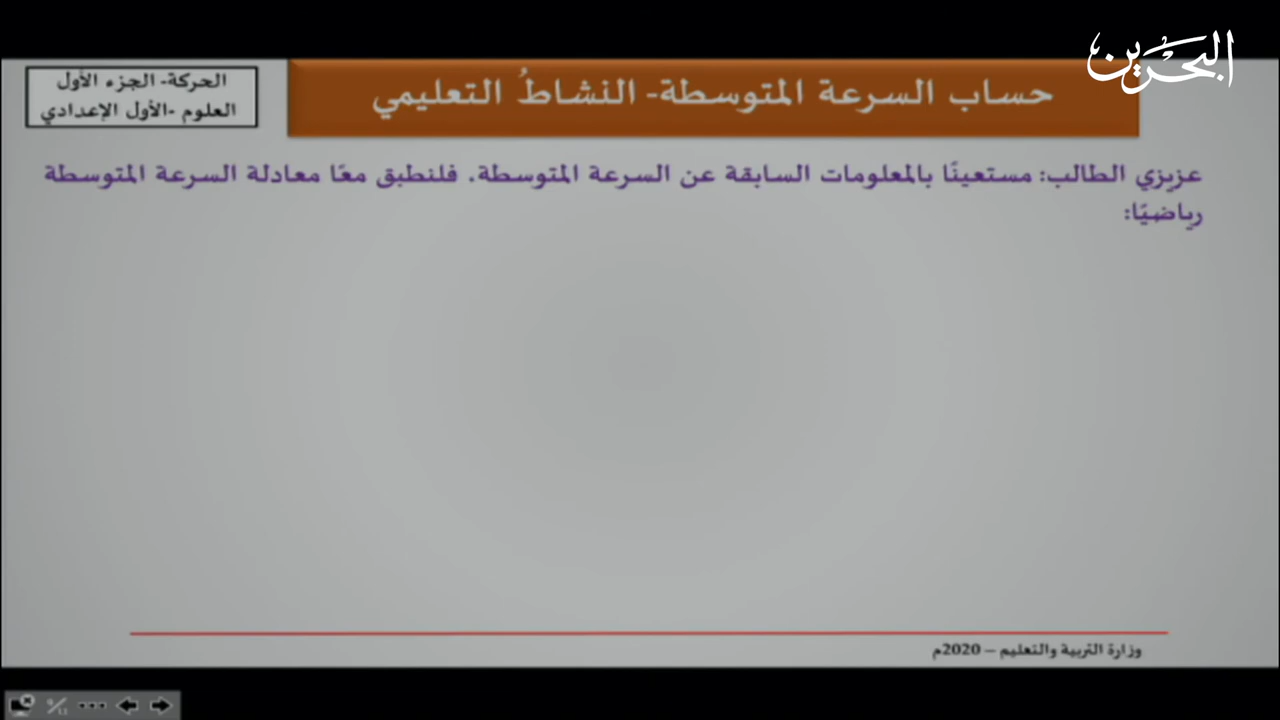 البحرين
حساب السرعة المتوسطة- النشاطُ التعليمي
الحركة- الجزء الأول
العلوم -الأول الإعدادي
عزيزي الطالب: مستعينًا بالمعلومات السابقة عن السرعة المتوسطة. فلنطبق معًا معادلة السرعة المتوسطة
رياضيًا:
وزارة التربية والتعليم – 2020م